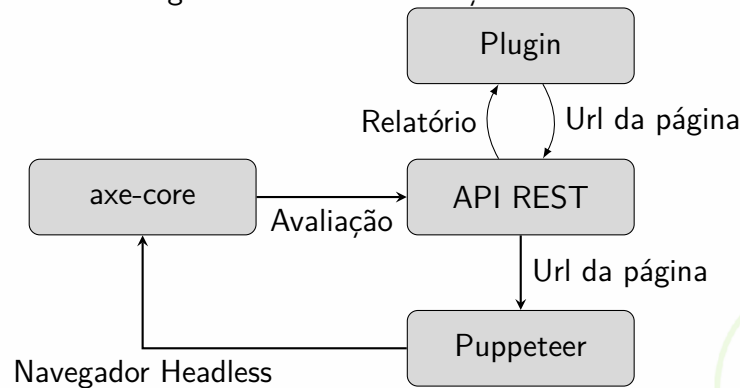 Plugin
Relatório
Url da página
axe-core
Avaliação
API REST
Url da página
Puppeteer
Navegador Headless